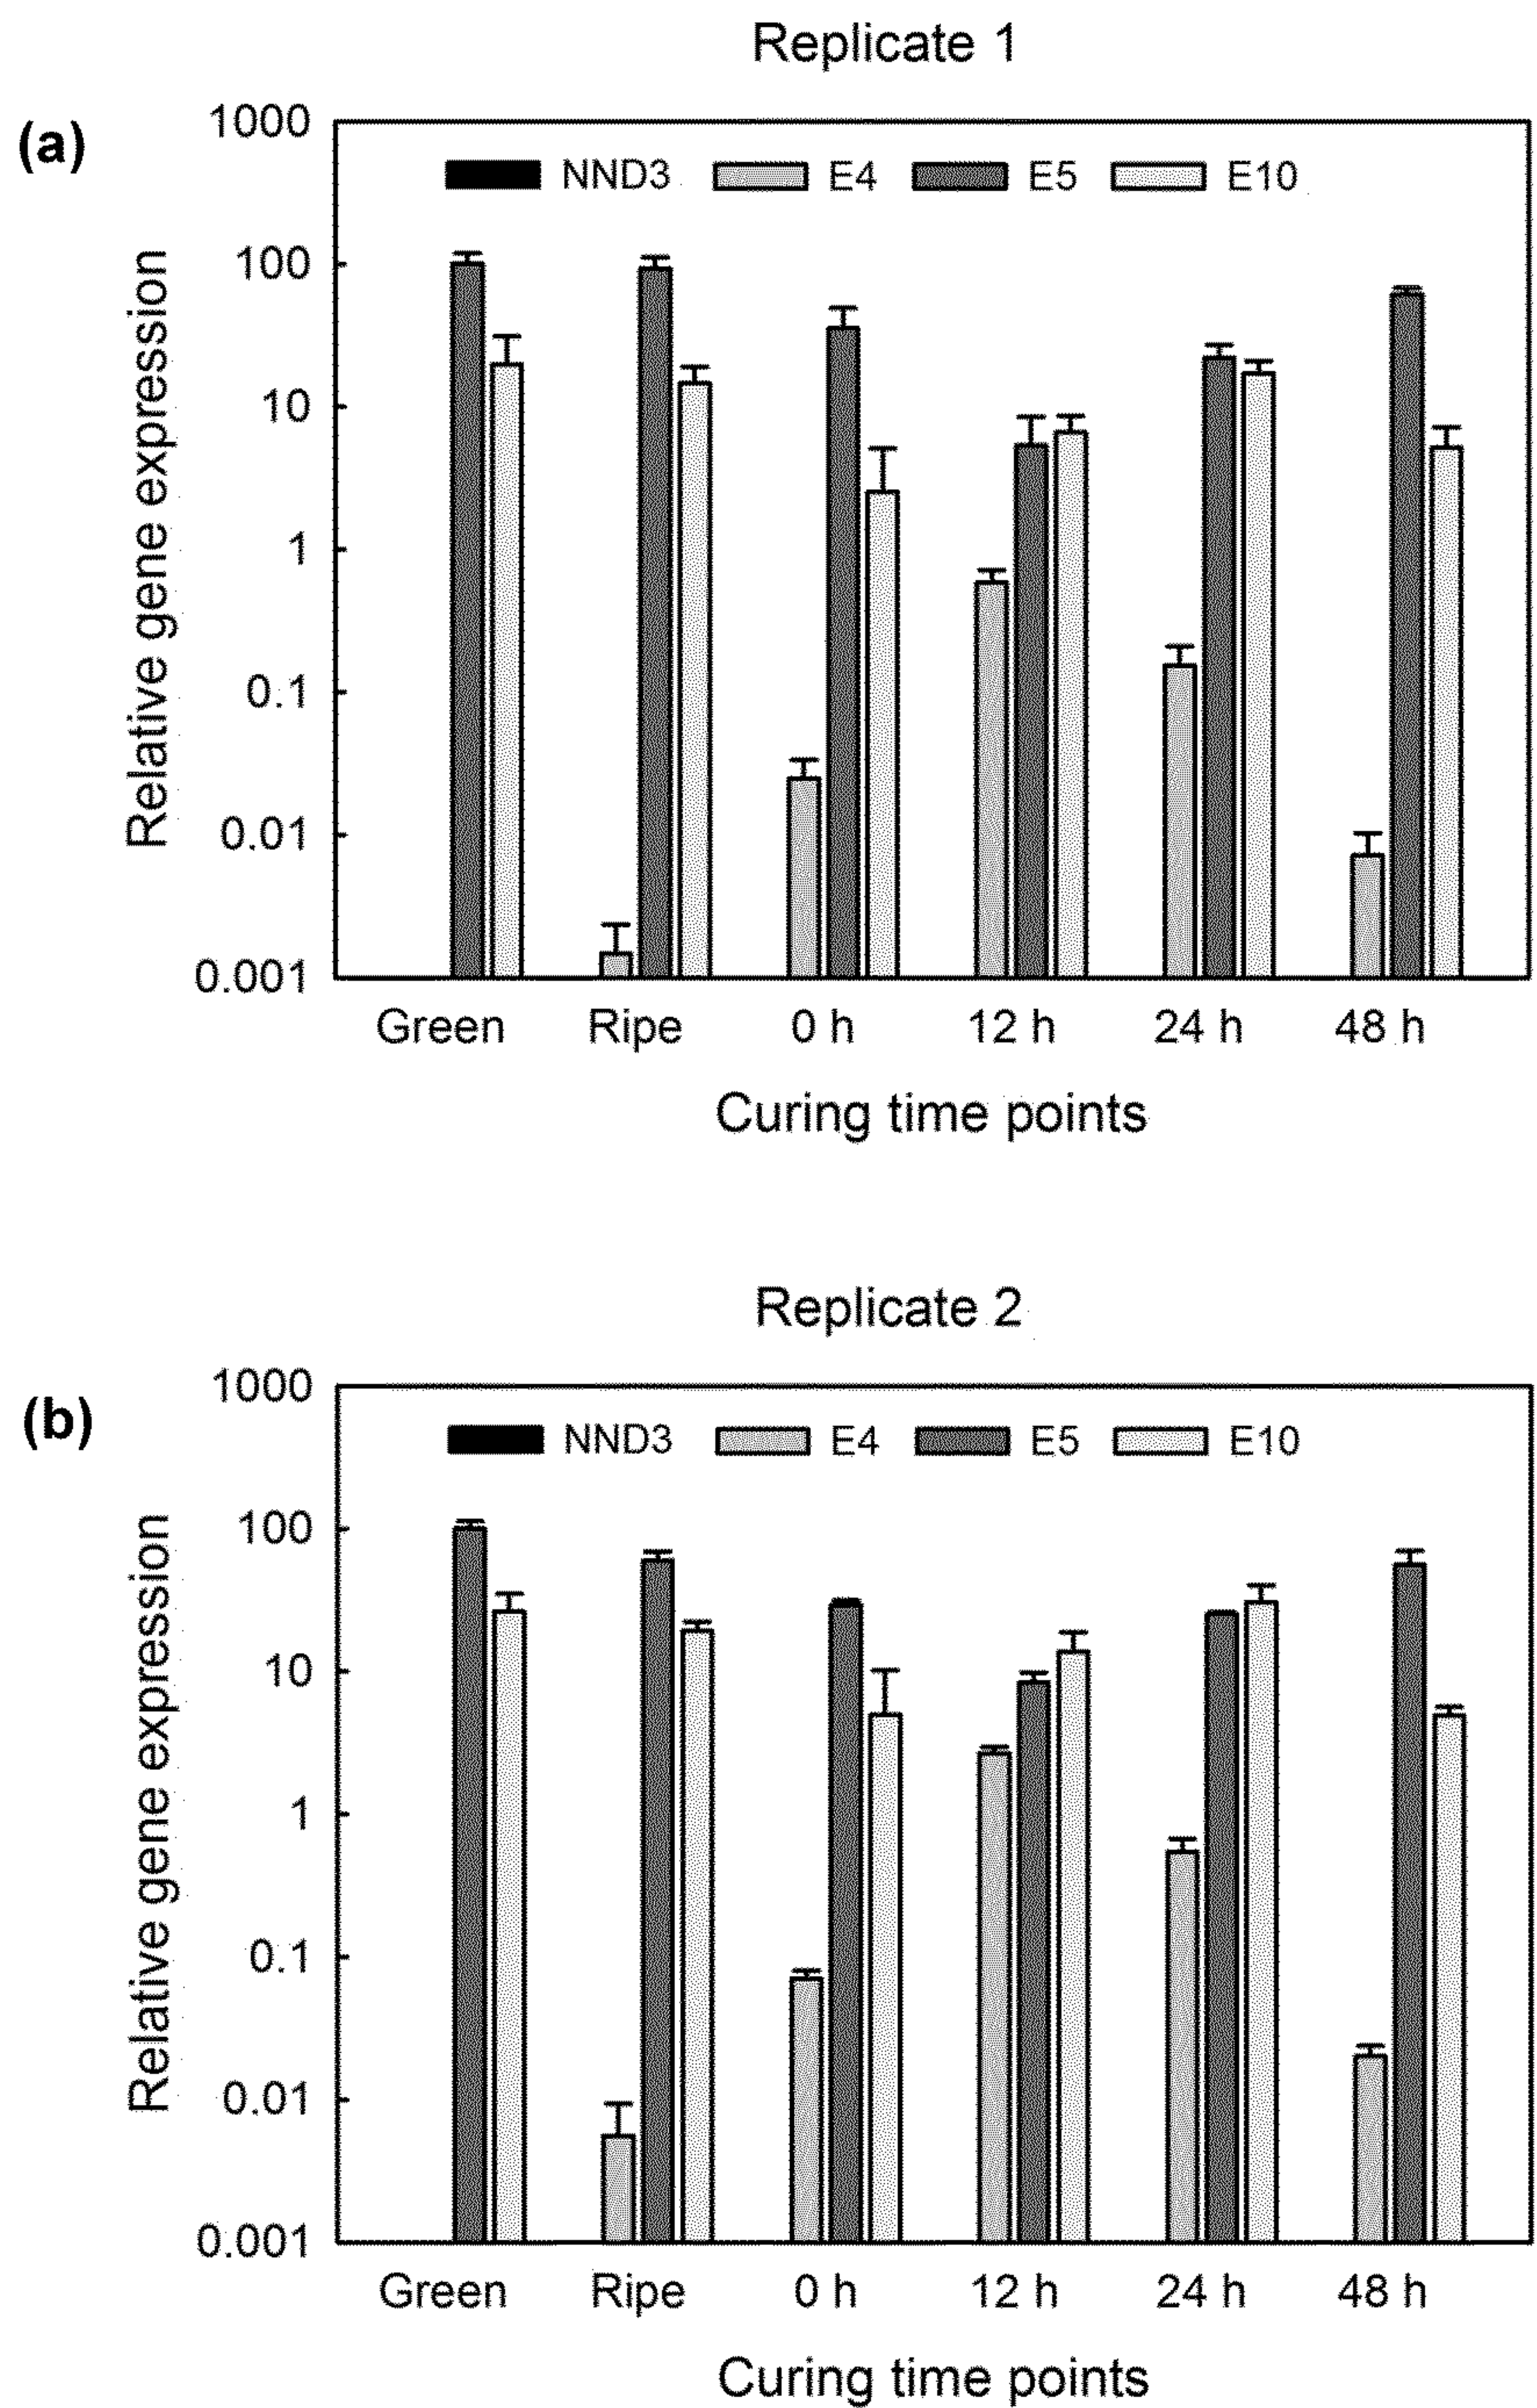 Replicate 1
(a)
1000
NND3 E4 E5 E10
100
10
1
0.1
0.01
0.001
Relative gene expression
Green Ripe 0 h 12 h 24 h 48 h
Curing time points
Replicate 2
(b)
1000
NND3 E4 E5 E10
100
10
1
0.1
0.01
0.001
Relative gene expression
Green Ripe 0 h 12 h 24 h 48 h
Curing time points